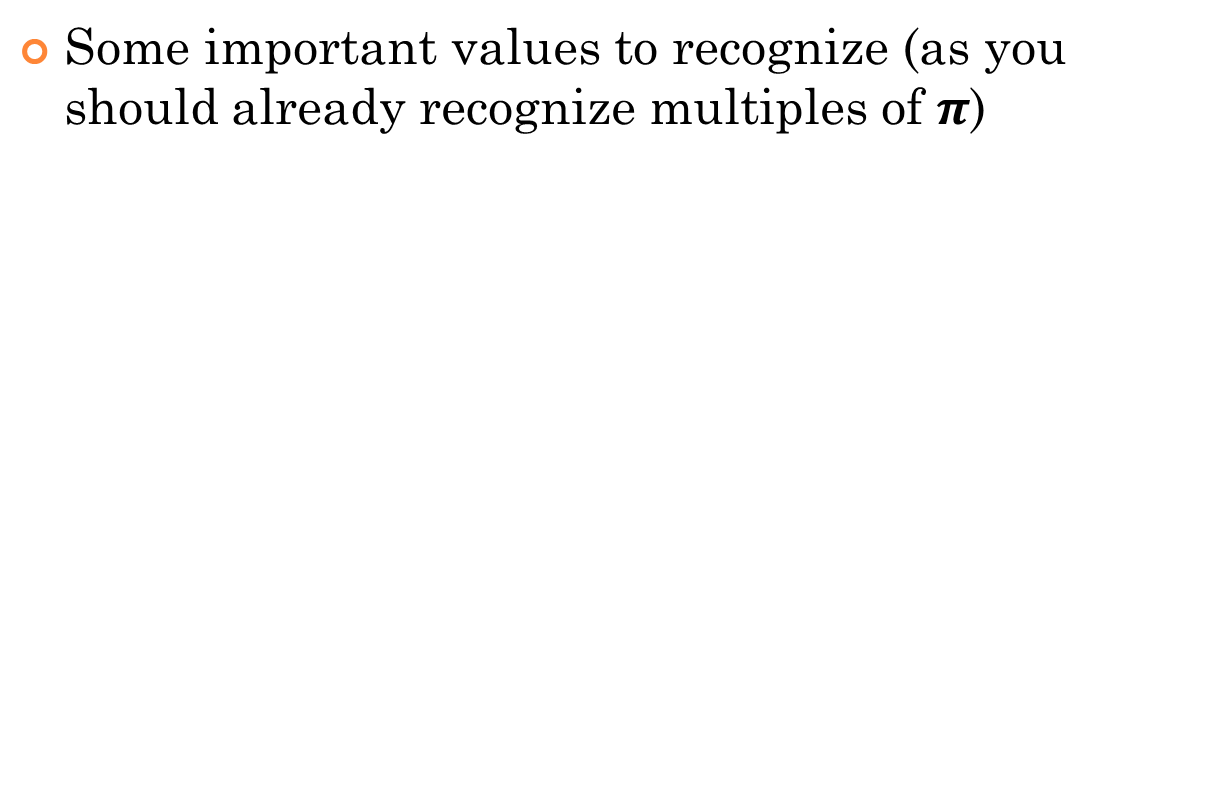 Some important values to recognize (as you
should already recognize multiples of π)